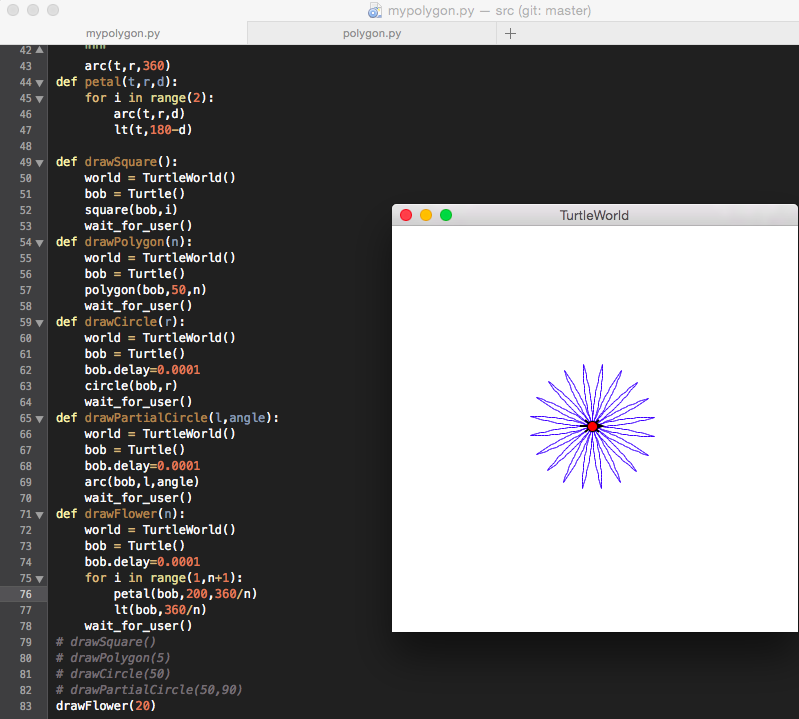 mypolygon.py — src (git: master)
mypolygon.py polygon.py +
42 """
43 arc(t,r,360)
44 def petal(t,r,d):
45 for i in range(2):
46 arc(t,r,d)
47 lt(t,180-d)
48
49 def drawSquare():
50 world = TurtleWorld()
51 bob = Turtle()
52 square(bob,i)
53 wait_for_user()
54 def drawPolygon(n):
55 world = TurtleWorld()
56 bob = Turtle()
57 polygon(bob,50,n)
58 wait_for_user()
59 def drawCircle(r):
60 world = TurtleWorld()
61 bob = Turtle()
62 bob.delay=0.0001
63 circle(bob,r)
64 wait_for_user()
65 def drawPartialCircle(l,angle):
66 world = TurtleWorld()
67 bob = Turtle()
68 bob.delay=0.0001
69 arc(bob,l,angle)
70 wait_for_user()
71 def drawFlower(n):
72 world = TurtleWorld()
73 bob = Turtle()
74 bob.delay=0.0001
75 for i in range(1,n+1):
76 petal(bob,200,360/n)
77 lt(bob,360/n)
78 wait_for_user()
79 # drawSquare()
80 # drawPolygon(5)
81 # drawCircle(50)
82 # drawPartialCircle(50,90)
83 drawFlower(20)
TurtleWorld